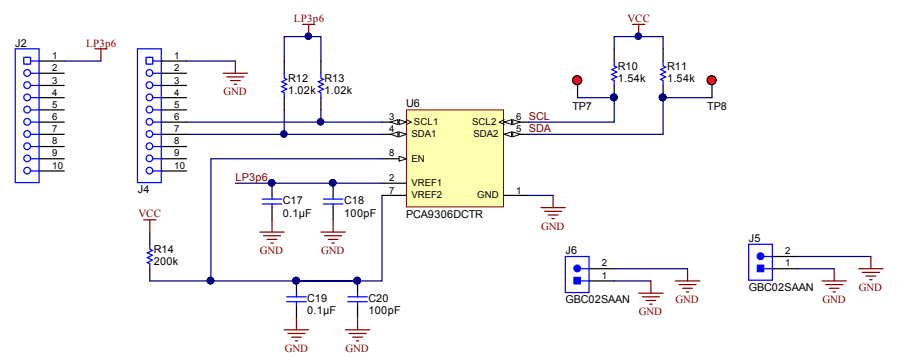 LP3p6
VCC
J2
LP3p6
1
2
3
4
5
6
7
8
9
10
1
2
3
4
5
6
7
8
9
10
J4
GND
R12
1.02k
R13
1.02k
R10
1.54k
R11
1.54k
TP7
TP8
U6
3
SCL1
4
SDA1
8
EN
2
VREF1
7
VREF2
SCL2
6
SCL
SDA2
5
SDA
GND
1
GND
PCA9306DCTR
LP3p6
C17
0.1µF
GND
C18
100pF
GND
VCC
R14
200k
C19
0.1µF
GND
C20
100pF
GND
J6
2
1
GBC02SAAN
GND
GND
J5
2
1
GBC02SAAN
GND
GND